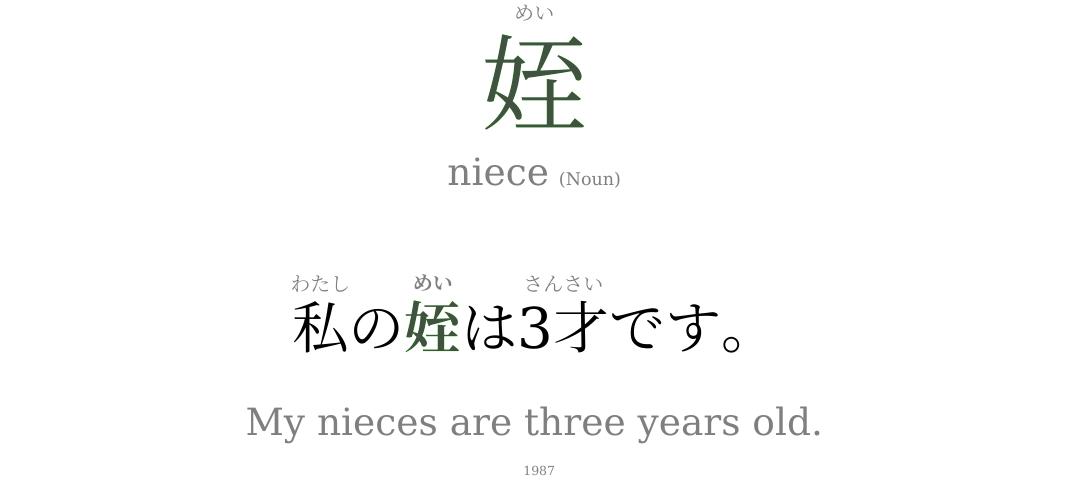 めい
姪
niece (Noun)
わたし めい さんさい
私の姪は3才です。
My nieces are three years old.
1987